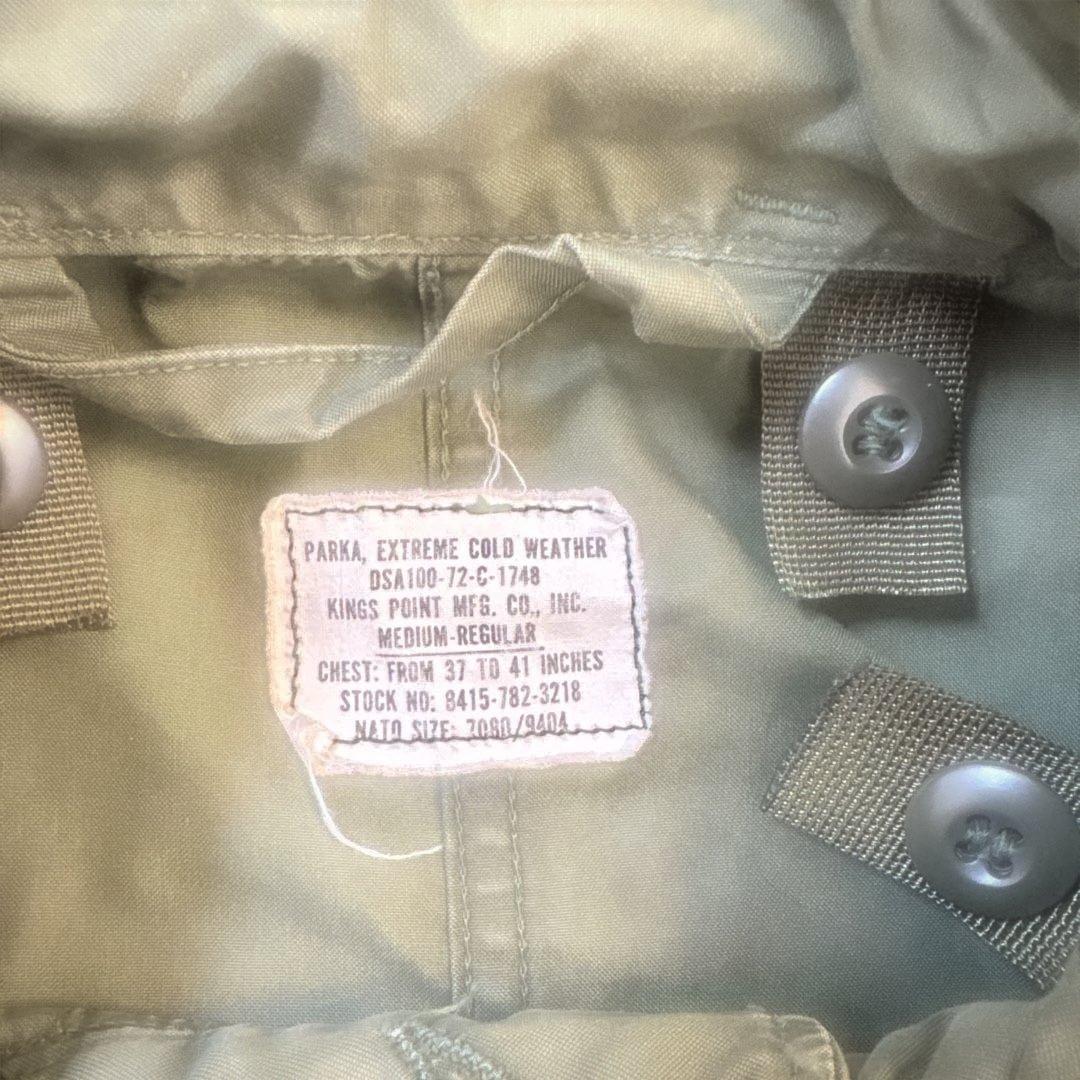 PARKA, EXTREME COLD WEATHER
DSA100-72-C-1748
KINGS POINT MFG. CO., INC.
MEDIUM-REGULAR
CHEST: FROM 37 TO 41 INCHES
STOCK NO: 8415-782-3218
NATO SIZE: 7080/9404